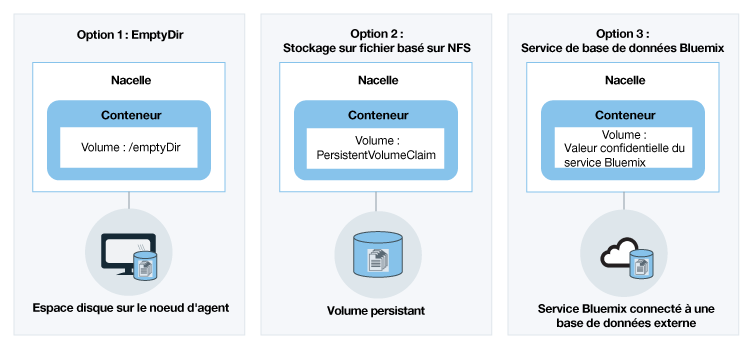 Option 1 : EmptyDir
Nacelle
Conteneur
Volume : /emptyDir
Espace disque sur le noeud d'agent
Option 2 :
Stockage sur fichier basé sur NFS
Nacelle
Conteneur
Volume :
PersistentVolumeClaim
Volume persistant
Option 3 :
Service de base de données Bluemix
Nacelle
Conteneur
Volume :
Valeur confidentielle du
service Bluemix
Service Bluemix connecté à une
base de données externe